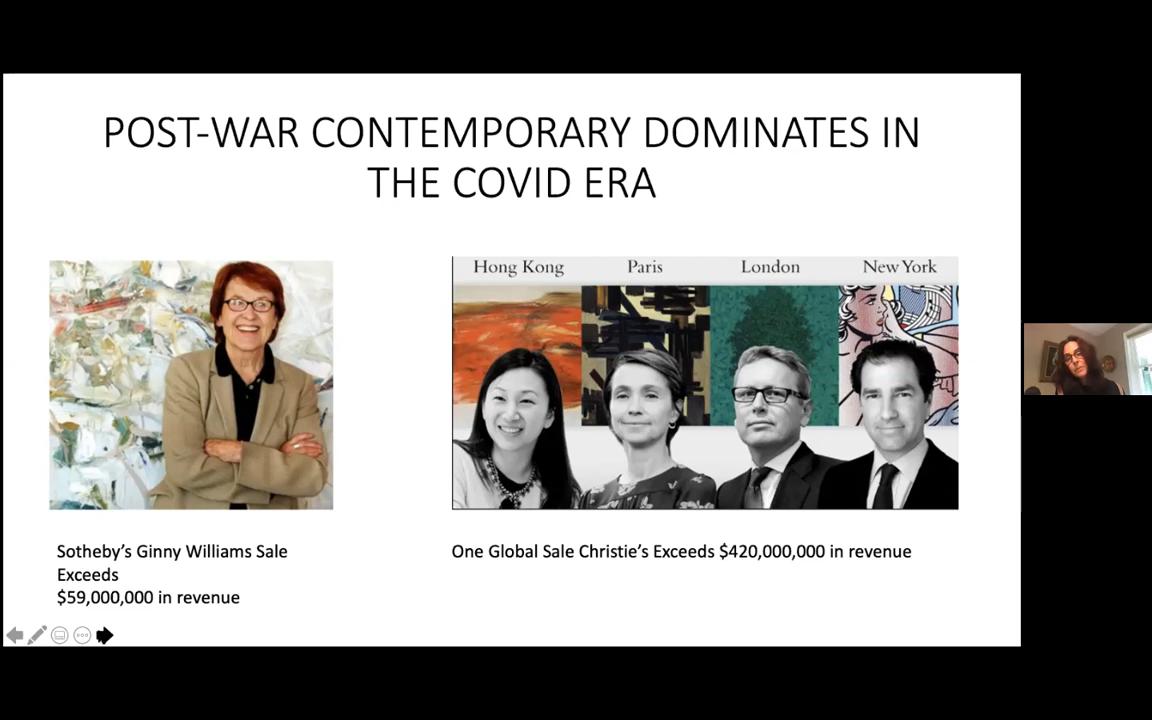 POST-WAR CONTEMPORARY DOMINATES IN
THE COVID ERA
Hong Kong
Paris
London
New York
Sotheby’s Ginny Williams Sale
Exceeds
$59,000,000 in revenue
One Global Sale Christie’s Exceeds $420,000,000 in revenue